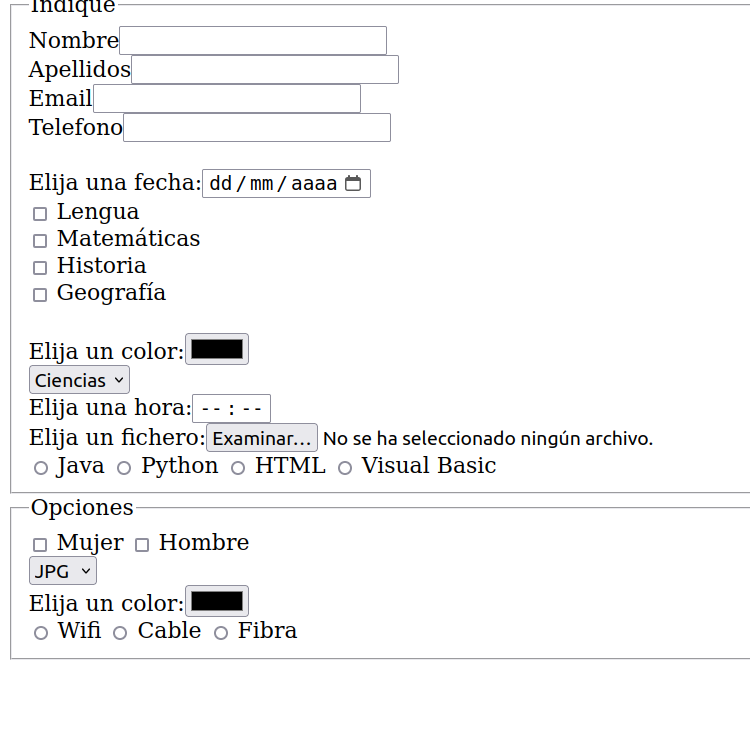 Indique
Nombre
Apellidos
Email
Telefono
Elija una fecha: dd/mm/aaaa
Lengua
Matemáticas
Historia
Geografía
Elija un color:
Ciencias
Elija una hora: --:--
Elija un fichero: Examinar... No se ha seleccionado ningún archivo.
Java Python HTML Visual Basic
Opciones
Mujer Hombre
JPG
Elija un color:
Wifi Cable Fibra